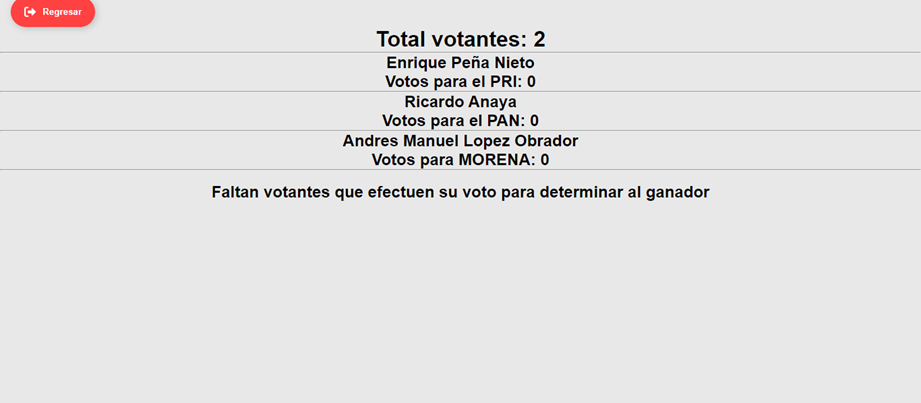 Regresar
Total votantes: 2
Enrique Peña Nieto
Votos para el PRI: 0
Ricardo Anaya
Votos para el PAN: 0
Andres Manuel Lopez Obrador
Votos para MORENA: 0
Faltan votantes que efectuen su voto para determinar al ganador